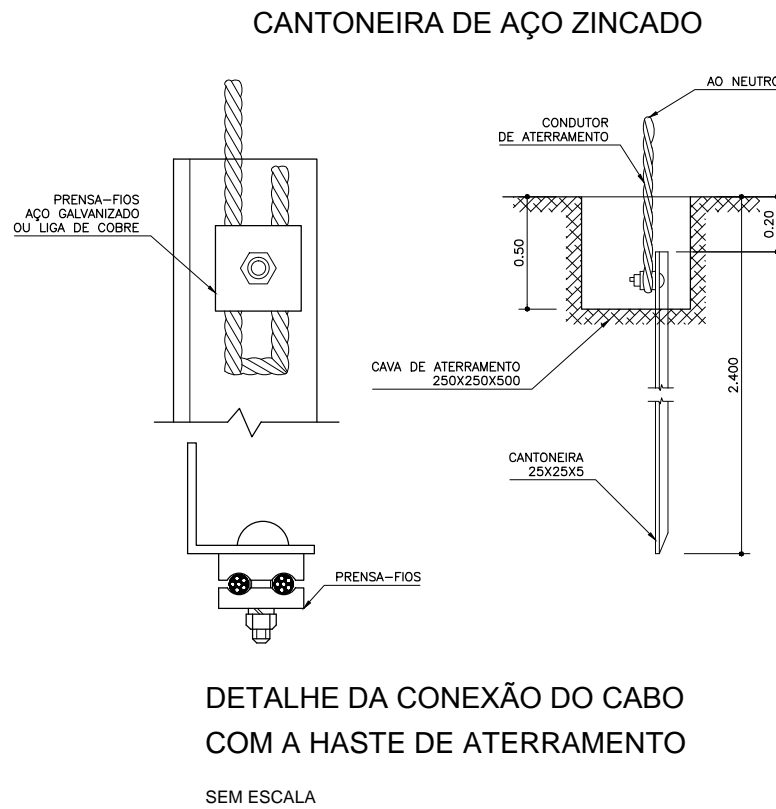 CANTONEIRA DE AÇO ZINCADO
AO NEUTRO
CONDUTOR
DE ATERRAMENTO
PRENSA-FIOS
AÇO GALVANIZADO
OU LIGA DE COBRE
0.50
0.20
CAVA DE ATERRAMENTO
250X250X500
2.400
CANTONEIRA
25X25X5
PRENSA-FIOS
DETALHE DA CONEXÃO DO CABO
COM A HASTE DE ATERRAMENTO
SEM ESCALA